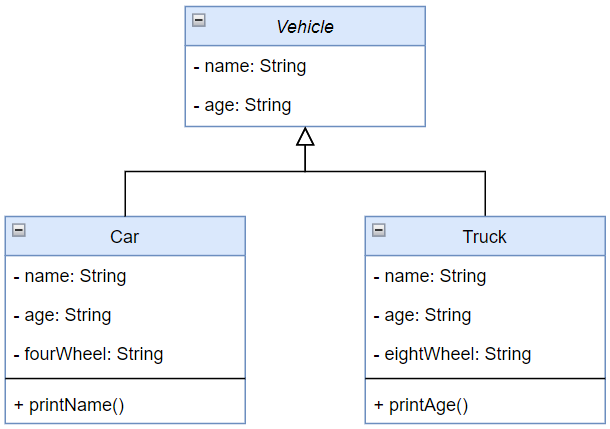 Vehicle
- name: String
- age: String
Car
- name: String
- age: String
- fourWheel: String
+ printName()
Truck
- name: String
- age: String
- eightWheel: String
+ printAge()